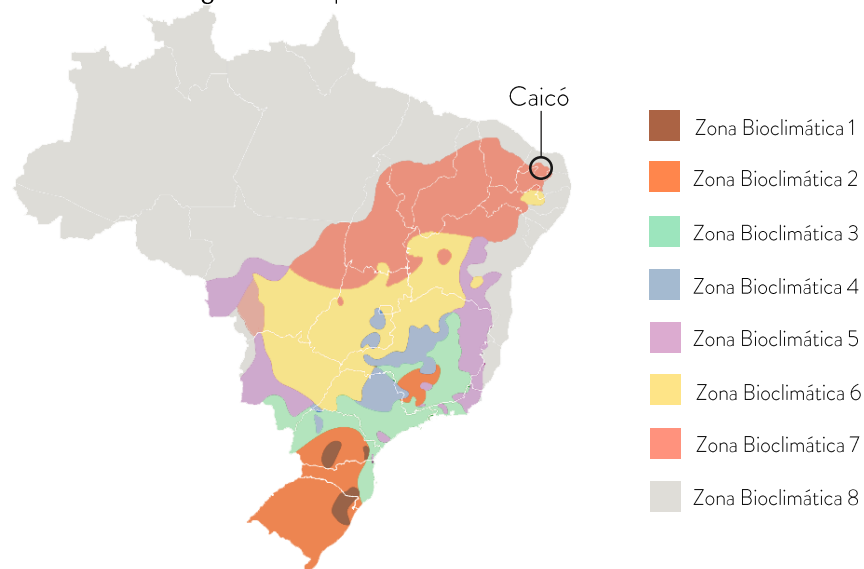 Caicó
Zona Bioclimática 1
Zona Bioclimática 2
Zona Bioclimática 3
Zona Bioclimática 4
Zona Bioclimática 5
Zona Bioclimática 6
Zona Bioclimática 7
Zona Bioclimática 8